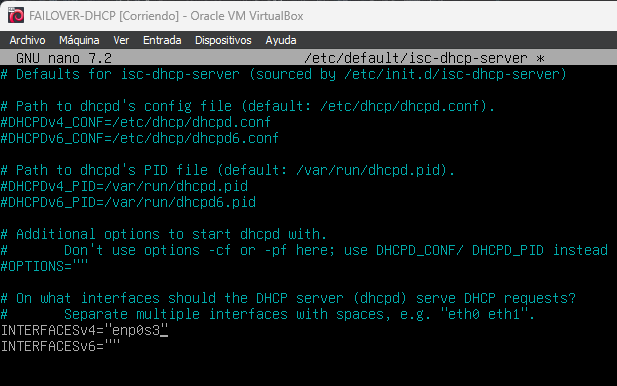 FAILOVER-DHCP [Corriendo] - Oracle VM VirtualBox
Archivo Máquina Ver Entrada Dispositivos Ayuda
GNU nano 7.2 /etc/default/isc-dhcp-server *
# Defaults for isc-dhcp-server (sourced by /etc/init.d/isc-dhcp-server)
# Path to dhcpd's config file (default: /etc/dhcp/dhcpd.conf).
#DHCPDv4_CONF=/etc/dhcp/dhcpd.conf
#DHCPDv6_CONF=/etc/dhcp/dhcpd6.conf
# Path to dhcpd's PID file (default: /var/run/dhcpd.pid).
#DHCPDv4_PID=/var/run/dhcpd.pid
#DHCPDv6_PID=/var/run/dhcpd6.pid
# Additional options to start dhcpd with.
#       Don't use options -cf or -pf here; use DHCPD_CONF/ DHCPD_PID instead
#OPTIONS=""
# On what interfaces should the DHCP server (dhcpd) serve DHCP requests?
#       Separate multiple interfaces with spaces, e.g. "eth0 eth1".
INTERFACESv4="enp0s3"
INTERFACESv6=""